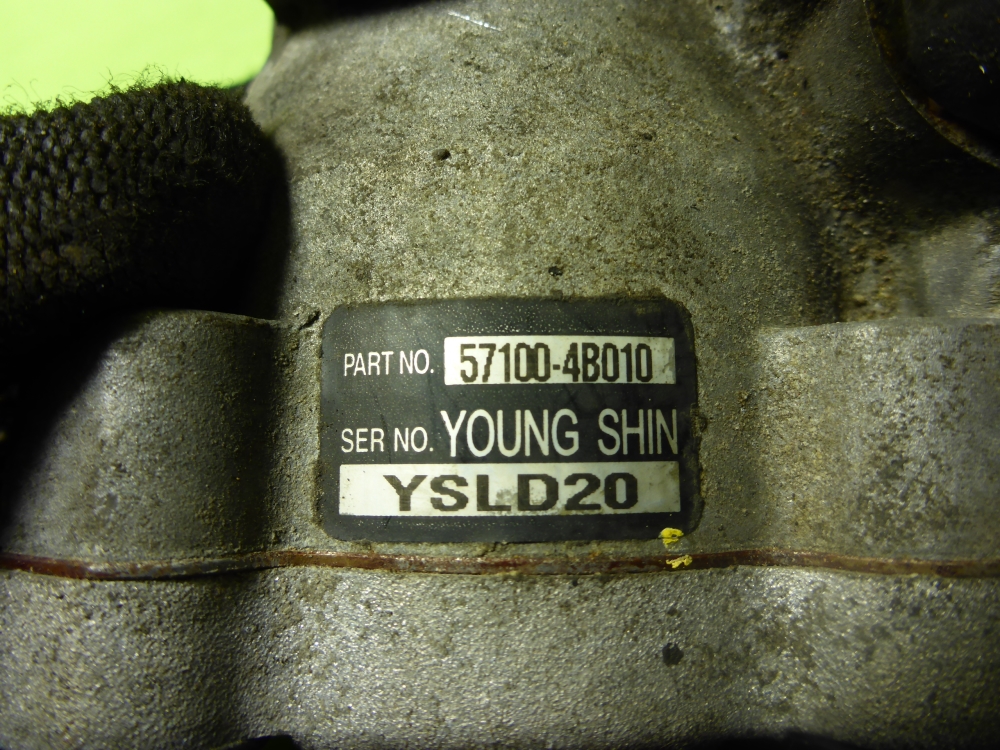 PART NO. 57100-4B010
SER NO. YOUNG SHIN
YSLD20